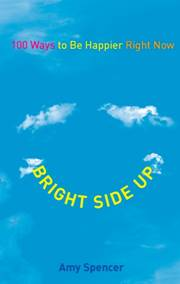 100 Ways to Be Happier Right Now
BRIGHT SIDE UP
Amy Spencer